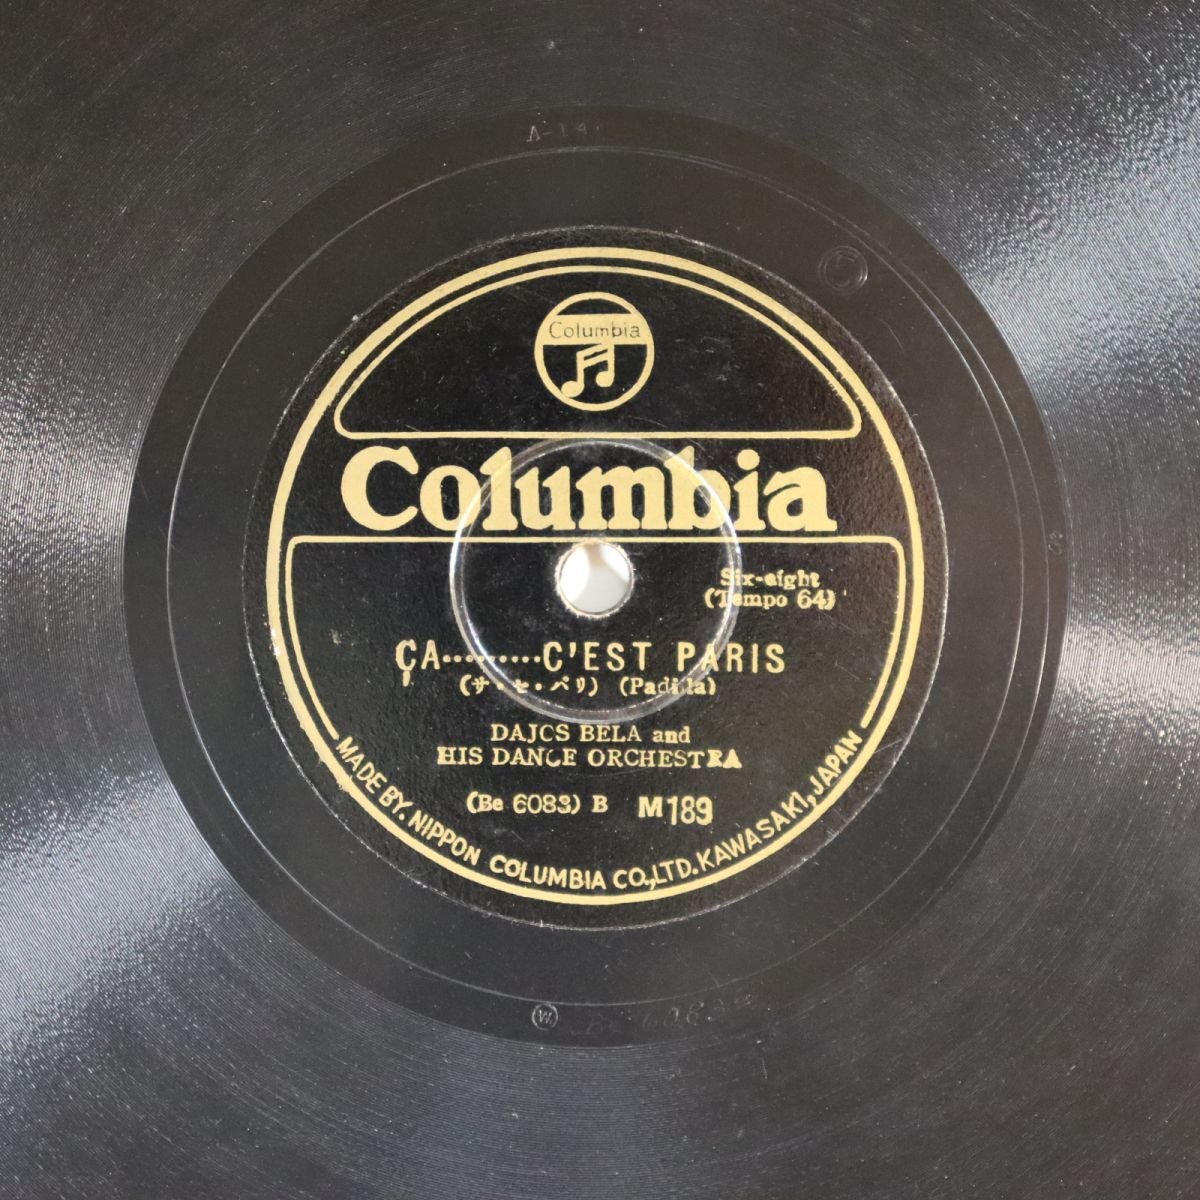 Columbia
Columbia
Six-eight
(Tempo 64)
ÇA·········C'EST PARIS
(サ・セ・パリ) (Padilla)
DAJOS BELA and
HIS DANCE ORCHESTRA
(Be 6083) B M189
MADE BY. NIPPON COLUMBIA CO.,LTD. KAWASAKI, JAPAN
W